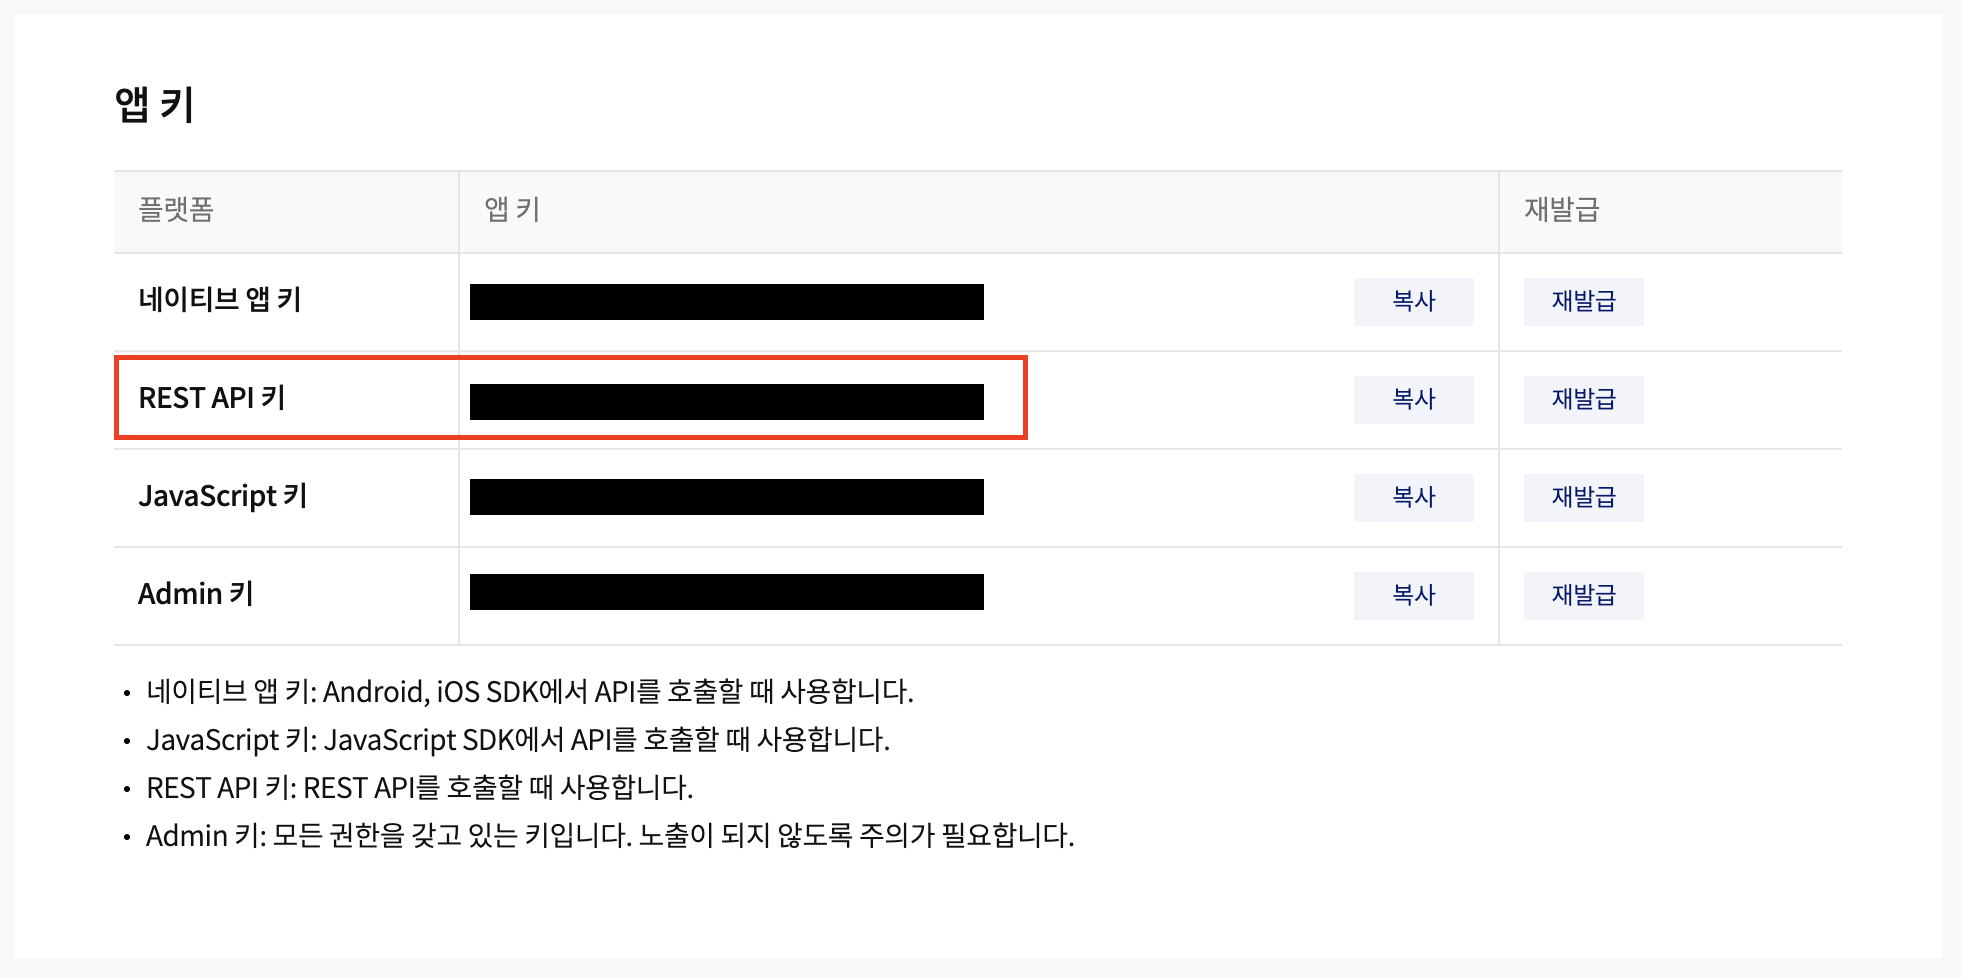 앱 키
플랫폼 앱 키 재발급
네이티브 앱 키 복사 재발급
REST API 키 복사 재발급
JavaScript 키 복사 재발급
Admin 키 복사 재발급
• 네이티브 앱 키: Android, iOS SDK에서 API를 호출할 때 사용합니다.
• JavaScript 키: JavaScript SDK에서 API를 호출할 때 사용합니다.
• REST API 키: REST API를 호출할 때 사용합니다.
• Admin 키: 모든 권한을 갖고 있는 키입니다. 노출이 되지 않도록 주의가 필요합니다.